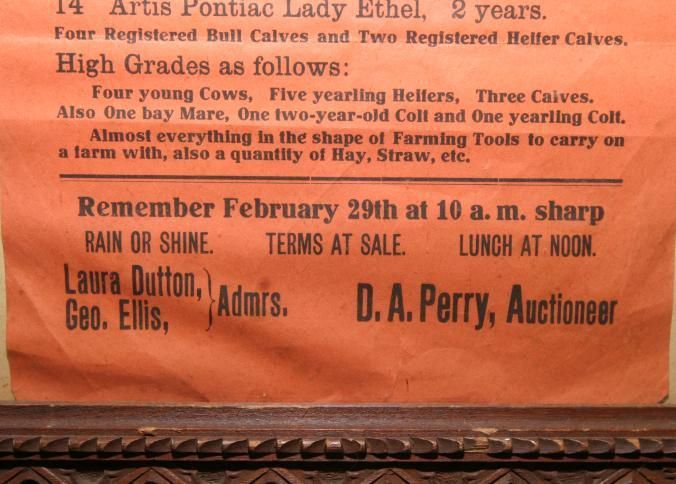 14 Artis Pontiac Lady Ethel, 2 years.
Four Registered Bull Calves and Two Registered Heifer Calves.
High Grades as follows:
Four young Cows, Five yearling Heifers, Three Calves.
Also One bay Mare, One two-year-old Colt and One yearling Colt.
Almost everything in the shape of Farming Tools to carry on
a farm with, also a quantity of Hay, Straw, etc.
Remember February 29th at 10 a. m. sharp
RAIN OR SHINE. TERMS AT SALE. LUNCH AT NOON.
Laura Dutton,
Geo. Ellis, } Admrs.
D. A. Perry, Auctioneer